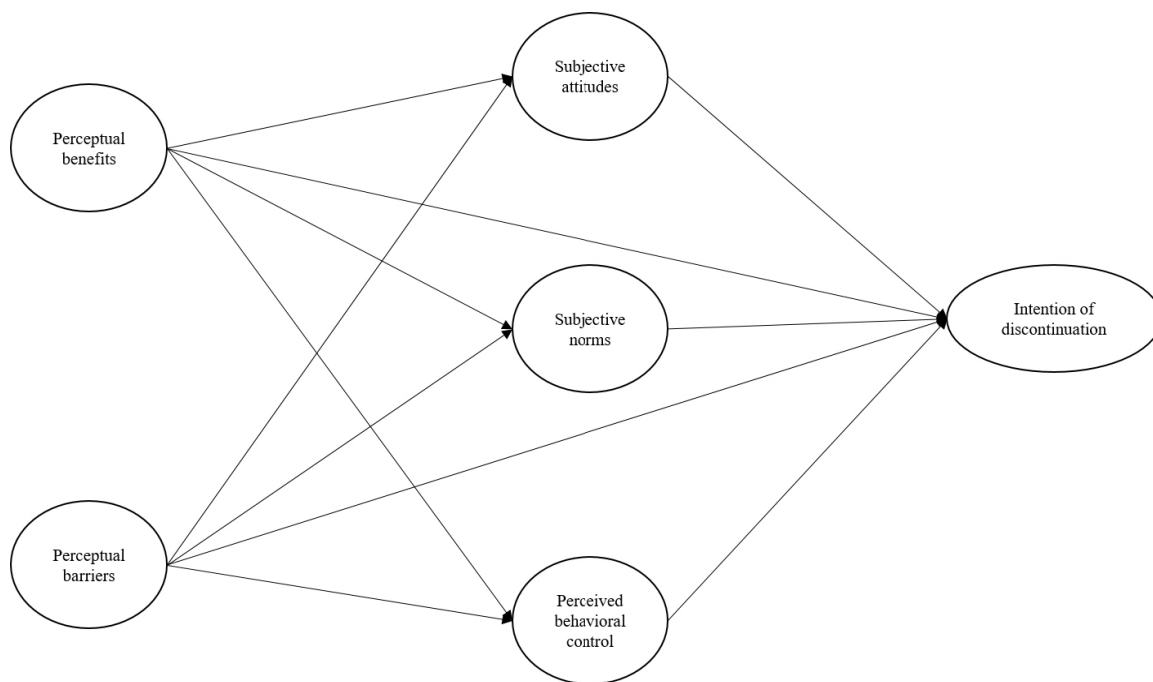 Subjective
attitudes
Perceptual
benefits
Subjective
norms
Intention of
discontinuation
Perceptual
barriers
Perceived
behavioral
control